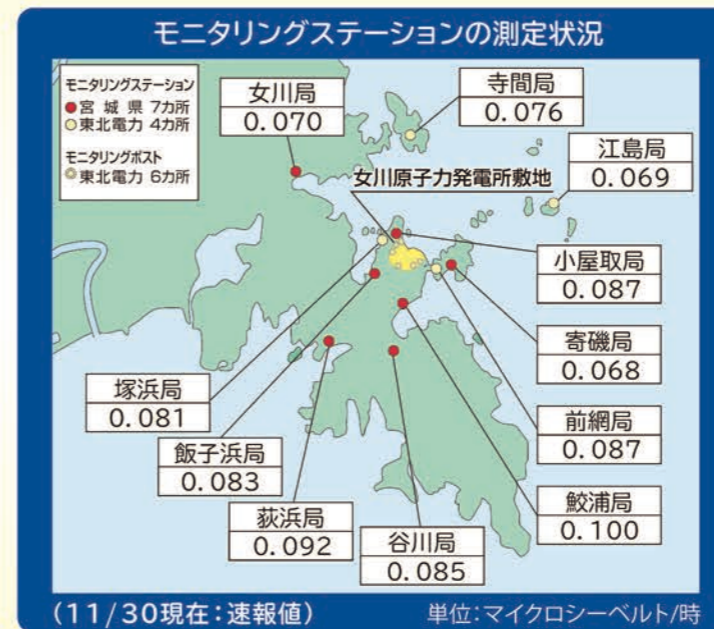 モニタリングステーションの測定状況
モニタリングステーション
宮城県 7カ所
東北電力 4カ所
モニタリングポスト
東北電力 6カ所
女川局
0.070
寺間局
0.076
江島局
0.069
女川原子力発電所敷地
小屋取局
0.087
寄磯局
0.068
前網局
0.087
鮫浦局
0.100
塚浜局
0.081
飯子浜局
0.083
荻浜局
0.092
谷川局
0.085
(11/30現在:速報値)
単位:マイクロシーベルト/時